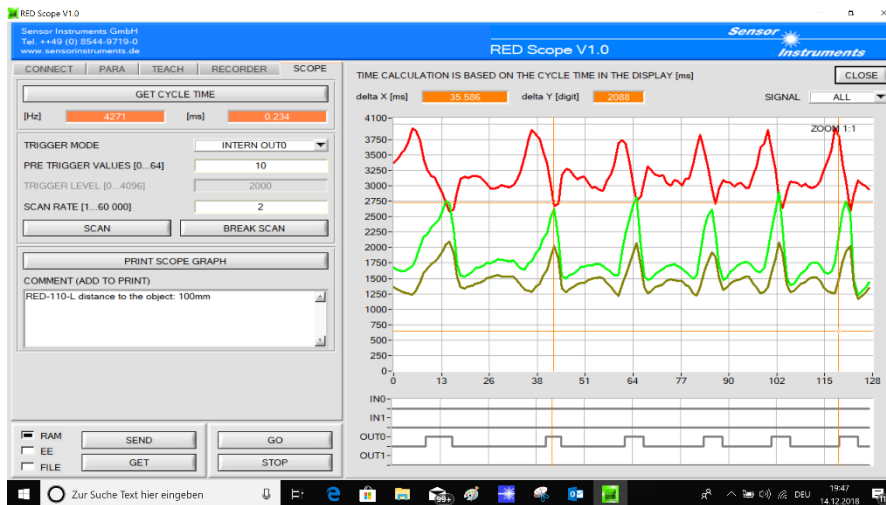 RED Scope V1.0
Sensor Instruments GmbH
Tel. ++49 (0) 8544-9719-0
www.sensorinstruments.de
RED Scope V1.0
Sensor
Instruments
CONNECT PARA TEACH RECORDER SCOPE
GET CYCLE TIME
[Hz] 4271 [ms] 0.234
TRIGGER MODE INTERN OUT0
PRE TRIGGER VALUES [0...64] 10
TRIGGER LEVEL [0...4096] 2000
SCAN RATE [1...60 000] 2
SCAN BREAK SCAN
PRINT SCOPE GRAPH
COMMENT (ADD TO PRINT)
RED-110-L distance to the object: 100mm
RAM
EE
FILE
SEND GO
GET STOP
TIME CALCULATION IS BASED ON THE CYCLE TIME IN THE DISPLAY [ms]
CLOSE
delta X [ms] 35.586 delta Y [digit] 2088 SIGNAL ALL
ZOOM 1:1
4100
3750
3500
3250
3000
2750
2500
2250
2000
1750
1500
1250
1000
750
500
250
0
0 13 26 38 51 64 77 90 102 115 128
IN0
IN1
OUT0
OUT1
Zur Suche Text hier eingeben
99+
DEU
19:47
14.12.2018